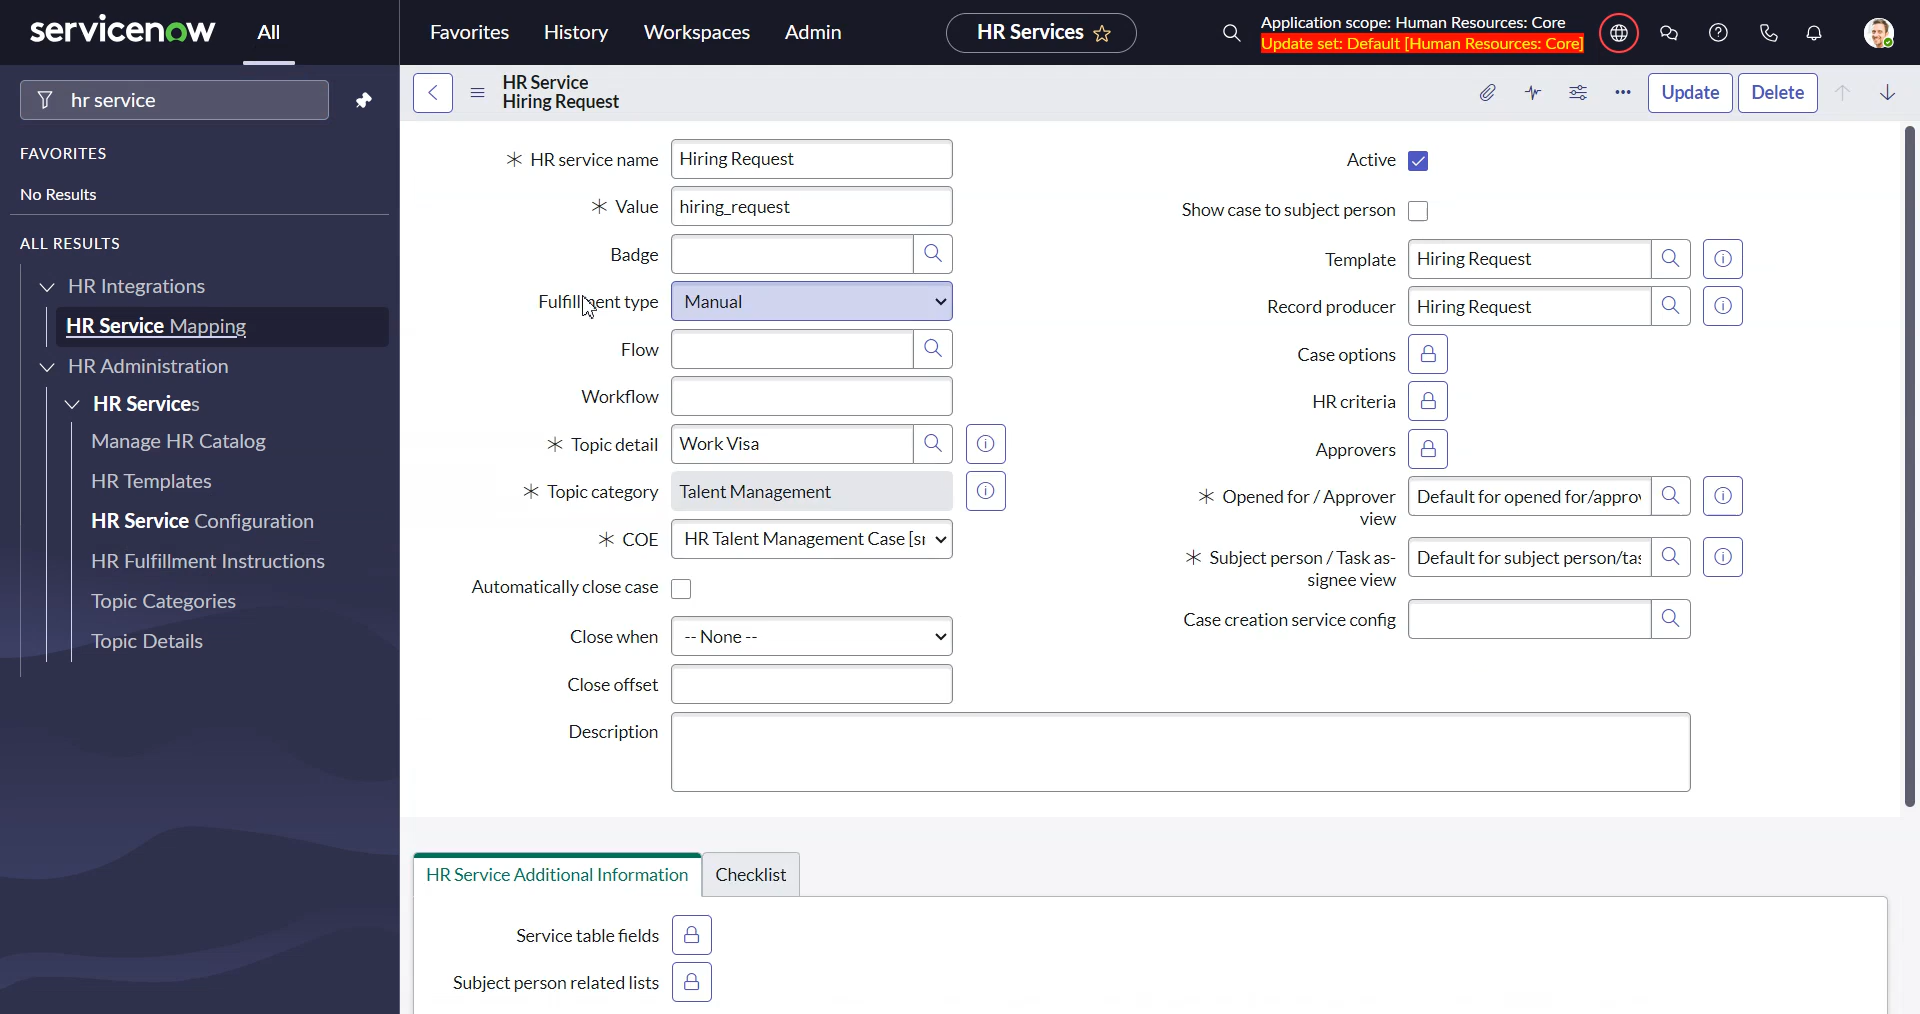 servicenow
All
Favorites
History
Workspaces
Admin
HR Services
Application scope: Human Resources: Core
Update set: Default [Human Resources: Core]
hr service
FAVORITES
No Results
ALL RESULTS
HR Integrations
HR Service Mapping
HR Administration
HR Services
Manage HR Catalog
HR Templates
HR Service Configuration
HR Fulfillment Instructions
Topic Categories
Topic Details
HR Service
Hiring Request
Update
Delete
HR service name
Hiring Request
Value
hiring_request
Badge
Fulfillment type
Manual
Flow
Workflow
Topic detail
Work Visa
Topic category
Talent Management
COE
HR Talent Management Case [sr
Automatically close case
Close when
-- None --
Close offset
Description
Active
Show case to subject person
Template
Hiring Request
Record producer
Hiring Request
Case options
HR criteria
Approvers
Opened for / Approver
view
Default for opened for/approv
Subject person / Task as-
signee view
Default for subject person/tas
Case creation service config
HR Service Additional Information
Checklist
Service table fields
Subject person related lists